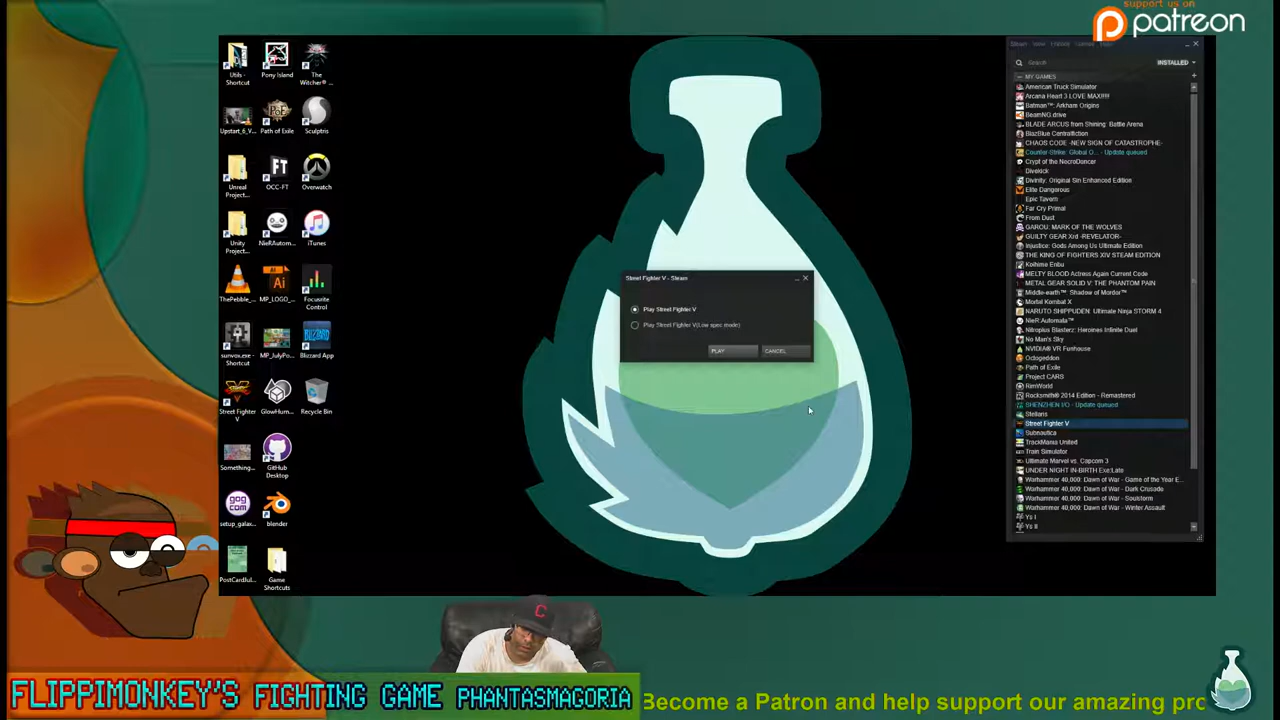 support us on
patreon
Utils - Shortcut
Pony Island
The Witcher®...
Upstart_6_V...
Path of Exile
Sculptris
Unreal Project...
OCC-FT
Overwatch
Unity Project...
NieRAutom...
iTunes
ThePebble_...
MP_LOGO_...
Focusrite Control
sunvox.exe - Shortcut
MP_JulyPo...
Blizzard App
Street Fighter V
GlowHum...
Recycle Bin
Something...
GitHub Desktop
setup_galax...
blender
PostCardJul...
Game Shortcuts
Street Fighter V - Steam
Play Street Fighter V
Play Street Fighter V(Low spec mode)
PLAY
CANCEL
Steam View Library Games Help
Search
INSTALLED
MY GAMES
American Truck Simulator
Arcana Heart 3 LOVE MAX!!!!!
Batman™: Arkham Origins
BeamNG.drive
BLADE ARCUS from Shining: Battle Arena
BlazBlue Centralfiction
CHAOS CODE -NEW SIGN OF CATASTROPHE-
Counter-Strike: Global O... - Update queued
Crypt of the NecroDancer
Divekick
Divinity: Original Sin Enhanced Edition
Elite Dangerous
Epic Tavern
Far Cry Primal
From Dust
GAROU: MARK OF THE WOLVES
GUILTY GEAR Xrd -REVELATOR-
Injustice: Gods Among Us Ultimate Edition
THE KING OF FIGHTERS XIV STEAM EDITION
Koihime Enbu
MELTY BLOOD Actress Again Current Code
METAL GEAR SOLID V: THE PHANTOM PAIN
Middle-earth™: Shadow of Mordor™
Mortal Kombat X
NARUTO SHIPPUDEN: Ultimate Ninja STORM 4
NieR:Automata™
Nitroplus Blasterz: Heroines Infinite Duel
No Man's Sky
NVIDIA® VR Funhouse
Octogeddon
Path of Exile
Project CARS
RimWorld
Rocksmith® 2014 Edition - Remastered
SHENZHEN I/O - Update queued
Stellaris
Street Fighter V
Subnautica
TrackMania United
Train Simulator
Ultimate Marvel vs. Capcom 3
UNDER NIGHT IN-BIRTH Exe:Late
Warhammer 40,000: Dawn of War - Game of the Year E...
Warhammer 40,000: Dawn of War - Dark Crusade
Warhammer 40,000: Dawn of War - Soulstorm
Warhammer 40,000: Dawn of War - Winter Assault
Ys I
Ys II
C
FLIPPIMONKEY'S FIGHTING GAME PHANTASMAGORIA
Become a Patron and help support our amazing pro